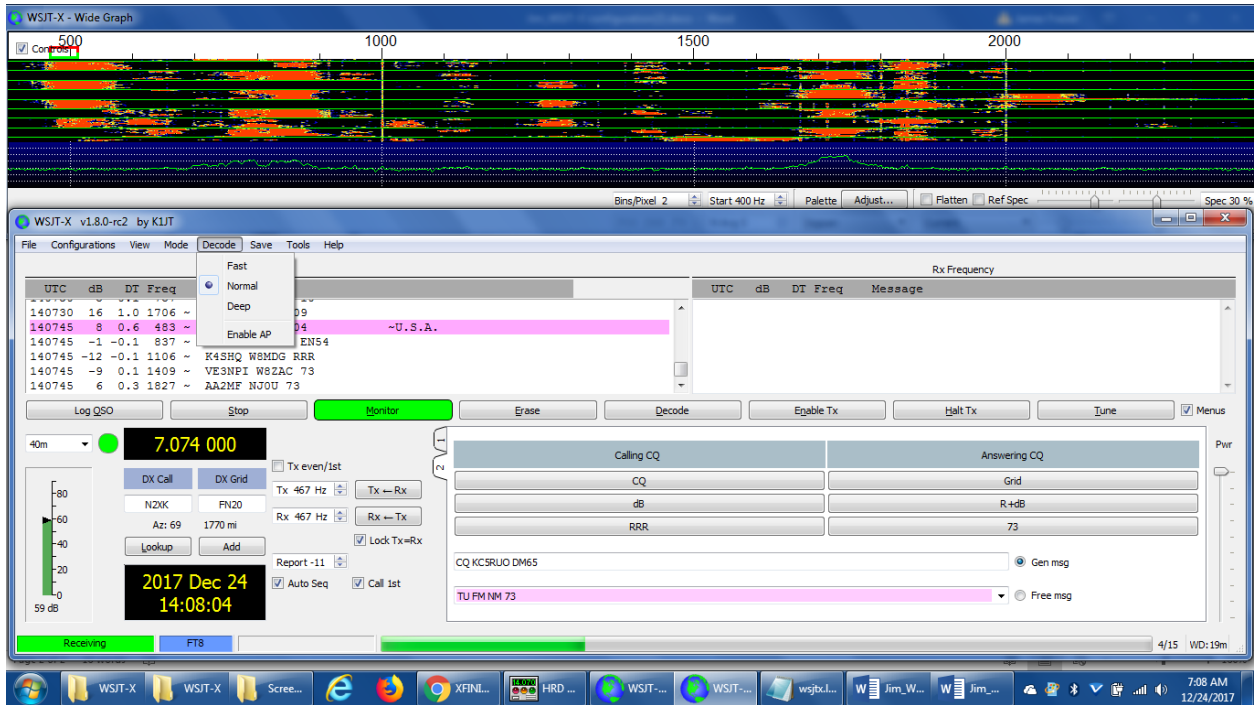 WSJT-X - Wide Graph
Controls
500 1000 1500 2000
Bins/Pixel 2 Start 400 Hz Palette Adjust... Flatten Ref Spec Spec 30 %
WSJT-X v1.8.0-rc2 by K1JT
File Configurations View Mode Decode Save Tools Help
Fast
Normal
Deep
Enable AP
Rx Frequency
UTC dB DT Freq
UTC dB DT Freq Message
140730 16 1.0 1706 ~ 09
140745 8 0.6 483 ~ 04 ~U.S.A.
140745 -1 -0.1 837 ~ EN54
140745 -12 -0.1 1106 ~ K4SHQ W8MDG RRR
140745 -9 0.1 1409 ~ VE3NPI W8ZAC 73
140745 6 0.3 1827 ~ AA2MF NJ0U 73
Log QSO Stop Monitor Erase Decode Enable Tx Halt Tx Tune Menus
40m 7.074 000
Tx even/1st
DX Call DX Grid
Tx 467 Hz Tx ← Rx
N2XK FN20
Rx 467 Hz Rx ← Tx
Az: 69 1770 mi
Lock Tx=Rx
Lookup Add
Report -11
2017 Dec 24
14:08:04
Auto Seq Call 1st
-80
-60
-40
-20
-0
59 dB
1
2
Calling CQ Answering CQ
CQ Grid
dB R+dB
RRR 73
CQ KC5RUO DM65 Gen msg
TU FM NM 73 Free msg
Pwr
Receiving FT8 4/15 WD:19m
WSJT-X WSJT-X Scree... XFINI... HRD ... WSJT-... WSJT-... wsjtx.l... Jim_W... Jim_... 7:08 AM
12/24/2017